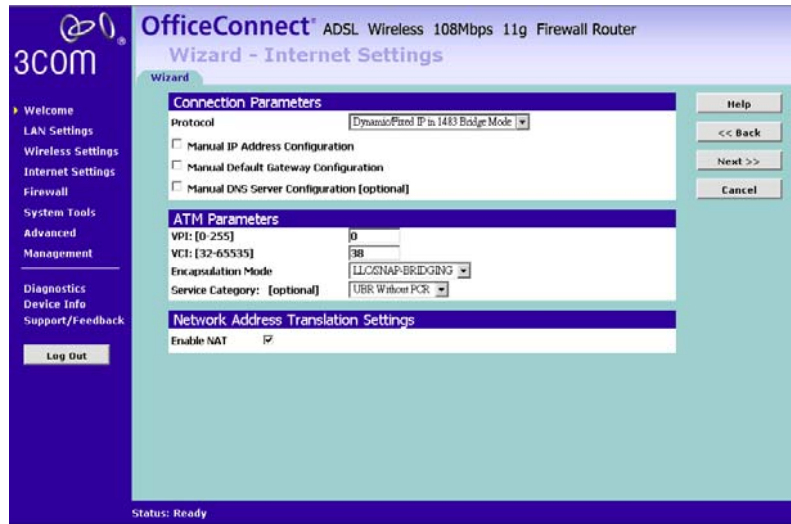 3COM
OfficeConnect® ADSL Wireless 108Mbps 11g Firewall Router
Wizard - Internet Settings
Wizard
Welcome
LAN Settings
Wireless Settings
Internet Settings
Firewall
System Tools
Advanced
Management
Diagnostics
Device Info
Support/Feedback
Log Out
Connection Parameters
Protocol Dynamic/Fixed IP in 1483 Bridge Mode
Manual IP Address Configuration
Manual Default Gateway Configuration
Manual DNS Server Configuration [optional]
ATM Parameters
VPI: [0-255] 0
VCI: [32-65535] 38
Encapsulation Mode LLC/SNAP-BRIDGING
Service Category: [optional] UBR Without PCR
Network Address Translation Settings
Enable NAT
Help
<< Back
Next >>
Cancel
Status: Ready